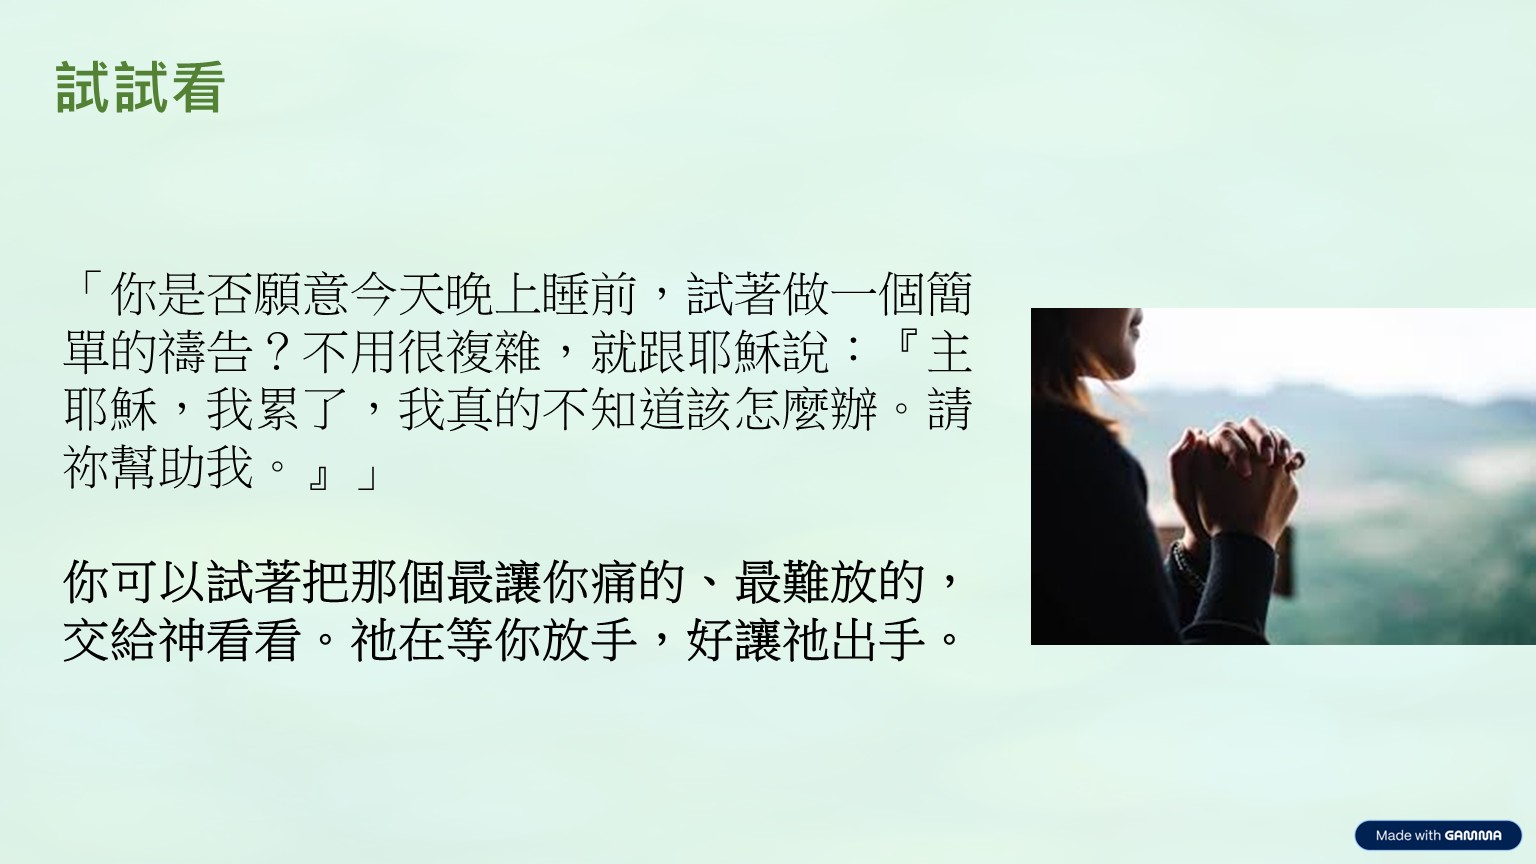 試試看
「你是否願意今天晚上睡前，試著做一個簡
單的禱告？不用很複雜，就跟耶穌說：『主
耶穌，我累了，我真的不知道該怎麼辦。請
祢幫助我。』」
你可以試著把那個最讓你痛的、最難放的，
交給神看看。祂在等你放手，好讓祂出手。
Made with GAMMA